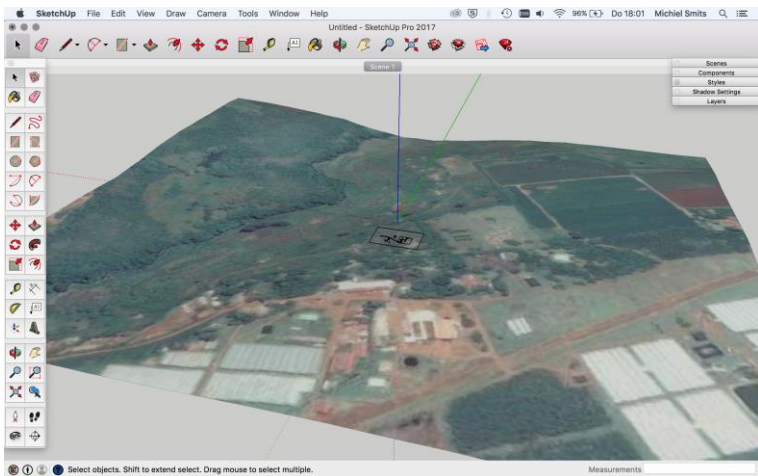 SketchUp File Edit View Draw Camera Tools Window Help 96% Do 18:01 Michiel Smits
Untitled - SketchUp Pro 2017
Scene 1
Scenes
Components
Styles
Shadow Settings
Layers
Select objects. Shift to extend select. Drag mouse to select multiple. Measurements